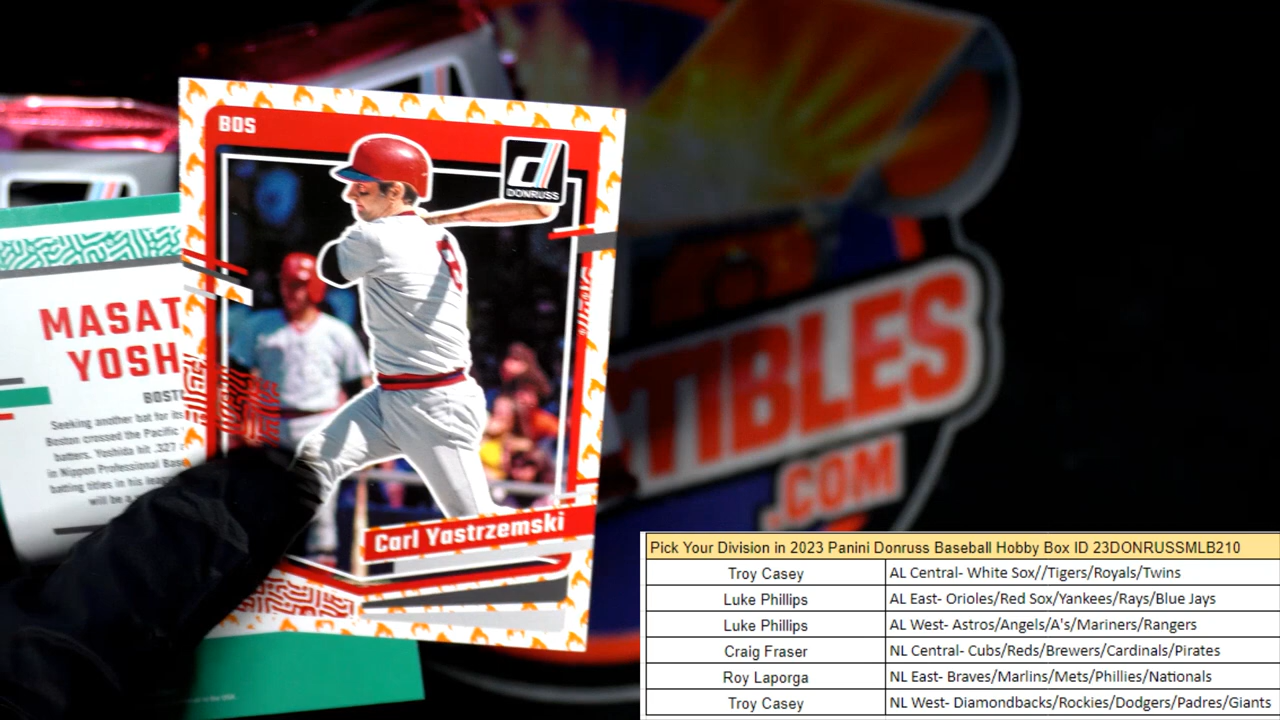 BOS
DONRUSS
8
Carl Yastrzemski
MASAT
YOSH
BOST
Seeking another bat for its
Boston crossed the Pacific
batters. Yoshida hit .327
in Nippon Professional Base
batting titles in his leag
will be a
TIBLES
.COM
Pick Your Division in 2023 Panini Donruss Baseball Hobby Box ID 23DONRUSSMLB210
Troy Casey AL Central- White Sox//Tigers/Royals/Twins
Luke Phillips AL East- Orioles/Red Sox/Yankees/Rays/Blue Jays
Luke Phillips AL West- Astros/Angels/A's/Mariners/Rangers
Craig Fraser NL Central- Cubs/Reds/Brewers/Cardinals/Pirates
Roy Laporga NL East- Braves/Marlins/Mets/Phillies/Nationals
Troy Casey NL West- Diamondbacks/Rockies/Dodgers/Padres/Giants